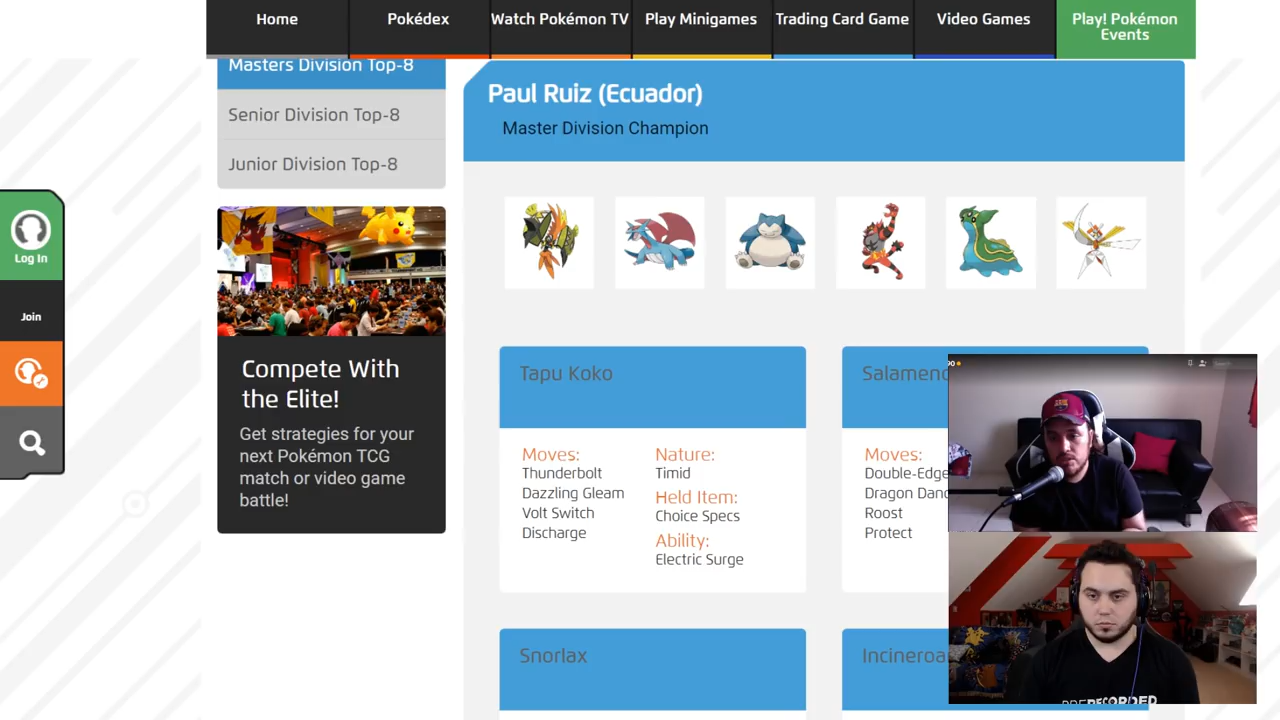 Home
Pokédex
Watch Pokémon TV
Play Minigames
Trading Card Game
Video Games
Play! Pokémon
Events
Masters Division Top-8
Senior Division Top-8
Junior Division Top-8
Log In
Join
Compete With
the Elite!
Get strategies for your
next Pokémon TCG
match or video game
battle!
Paul Ruiz (Ecuador)
Master Division Champion
Tapu Koko
Moves:
Thunderbolt
Dazzling Gleam
Volt Switch
Discharge
Nature:
Timid
Held Item:
Choice Specs
Ability:
Electric Surge
Moves:
Double-Edge
Roost
Protect
Snorlax